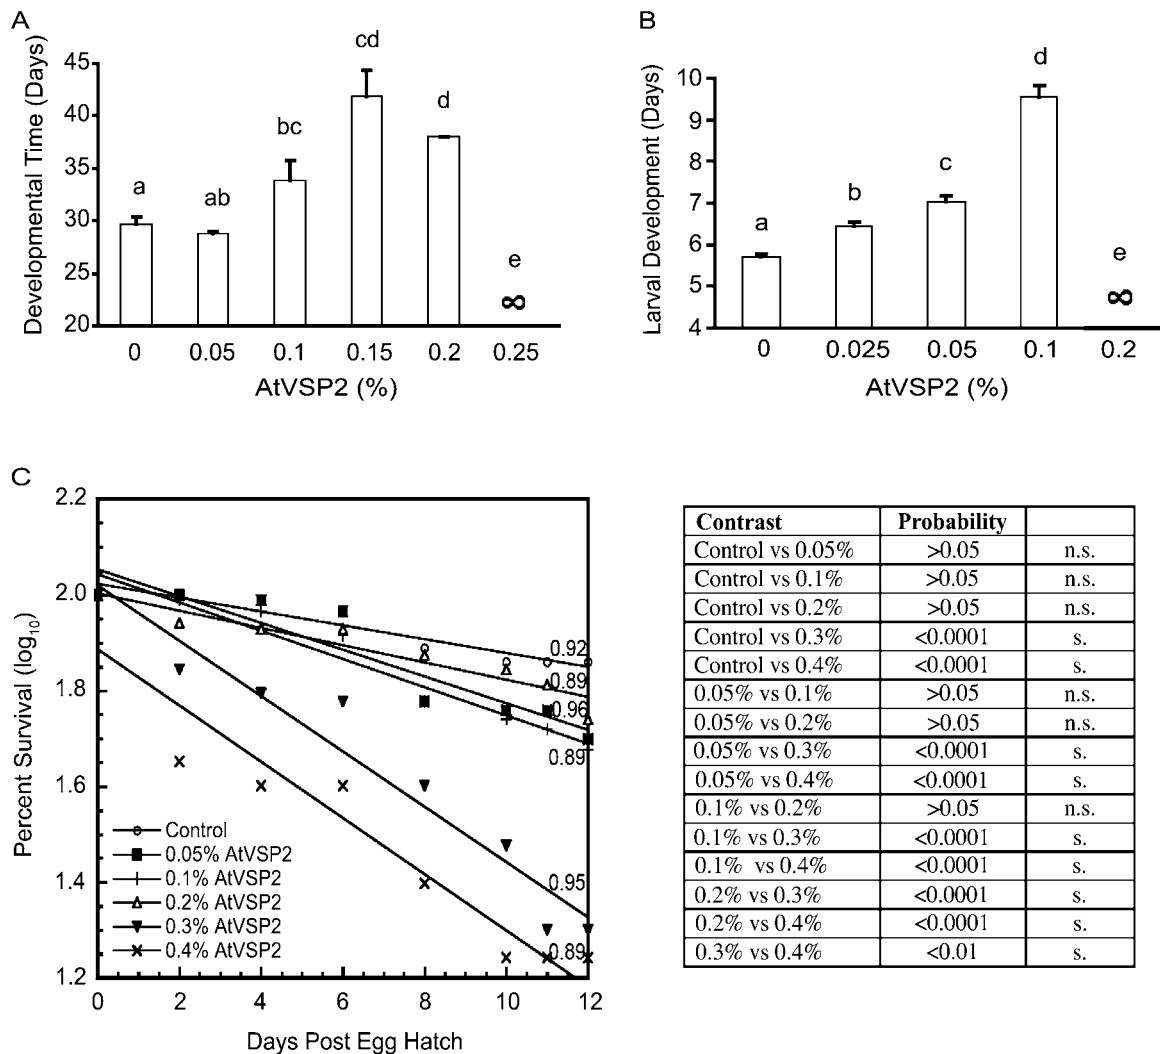 A
Developmental Time (Days)
45
40
35
30
25
20
a
ab
bc
cd
d
e
∞
0 0.05 0.1 0.15 0.2 0.25
AtVSP2 (%)
B
Larval Development (Days)
10
9
8
7
6
5
4
a
b
c
d
e
∞
0 0.025 0.05 0.1 0.2
AtVSP2 (%)
C
Percent Survival (log10)
2.2
2.0
1.8
1.6
1.4
1.2
0.92
0.89
0.96
0.89
0.95
0.89
Control
0.05% AtVSP2
0.1% AtVSP2
0.2% AtVSP2
0.3% AtVSP2
0.4% AtVSP2
0 2 4 6 8 10 12
Days Post Egg Hatch
Contrast Probability
Control vs 0.05% >0.05 n.s.
Control vs 0.1% >0.05 n.s.
Control vs 0.2% >0.05 n.s.
Control vs 0.3% <0.0001 s.
Control vs 0.4% <0.0001 s.
0.05% vs 0.1% >0.05 n.s.
0.05% vs 0.2% >0.05 n.s.
0.05% vs 0.3% <0.0001 s.
0.05% vs 0.4% <0.0001 s.
0.1% vs 0.2% >0.05 n.s.
0.1% vs 0.3% <0.0001 s.
0.1% vs 0.4% <0.0001 s.
0.2% vs 0.3% <0.0001 s.
0.2% vs 0.4% <0.0001 s.
0.3% vs 0.4% <0.01 s.